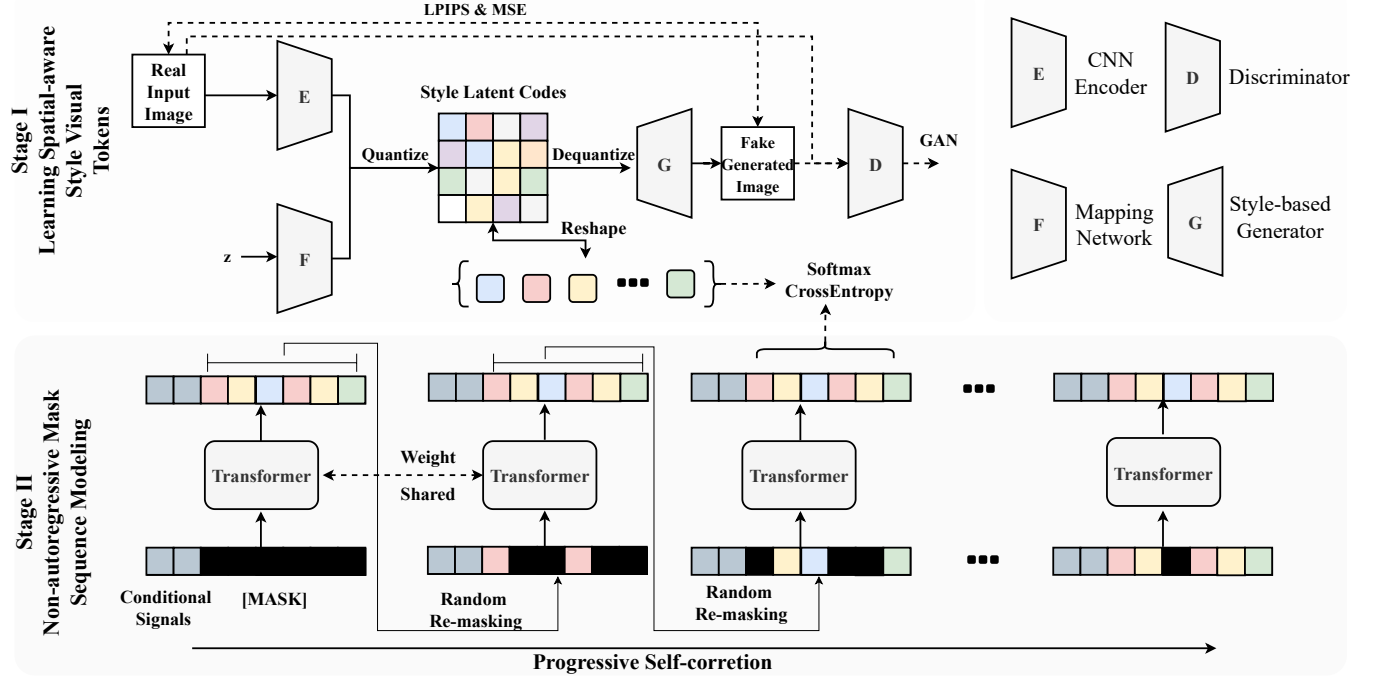 Stage I
Learning Spatial-aware
Style Visual
Tokens
LPIPS & MSE
Real
Input
Image
E
z
F
Quantize
Style Latent Codes
Dequantize
Reshape
G
Fake
Generated
Image
D
GAN
Softmax
CrossEntropy
E
CNN
Encoder
D
Discriminator
F
Mapping
Network
G
Style-based
Generator
Stage II
Non-autoregressive Mask
Sequence Modeling
Transformer
Weight
Shared
Transformer
Transformer
Transformer
Conditional
Signals
[MASK]
Random
Re-masking
Random
Re-masking
Progressive Self-corretion